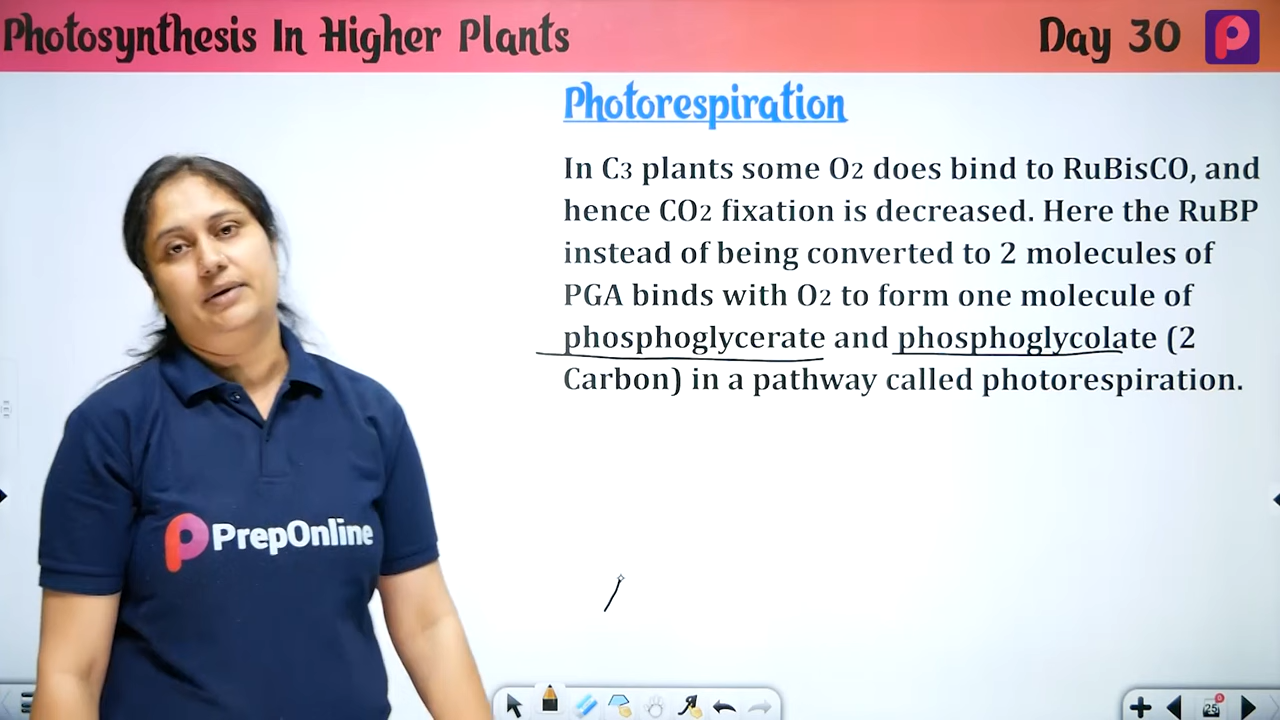 Photosynthesis In Higher Plants
Day 30
Photorespiration
In C3 plants some O2 does bind to RuBisCO, and
hence CO2 fixation is decreased. Here the RuBP
instead of being converted to 2 molecules of
PGA binds with O2 to form one molecule of
phosphoglycerate and phosphoglycolate (2
Carbon) in a pathway called photorespiration.
PrepOnline
25